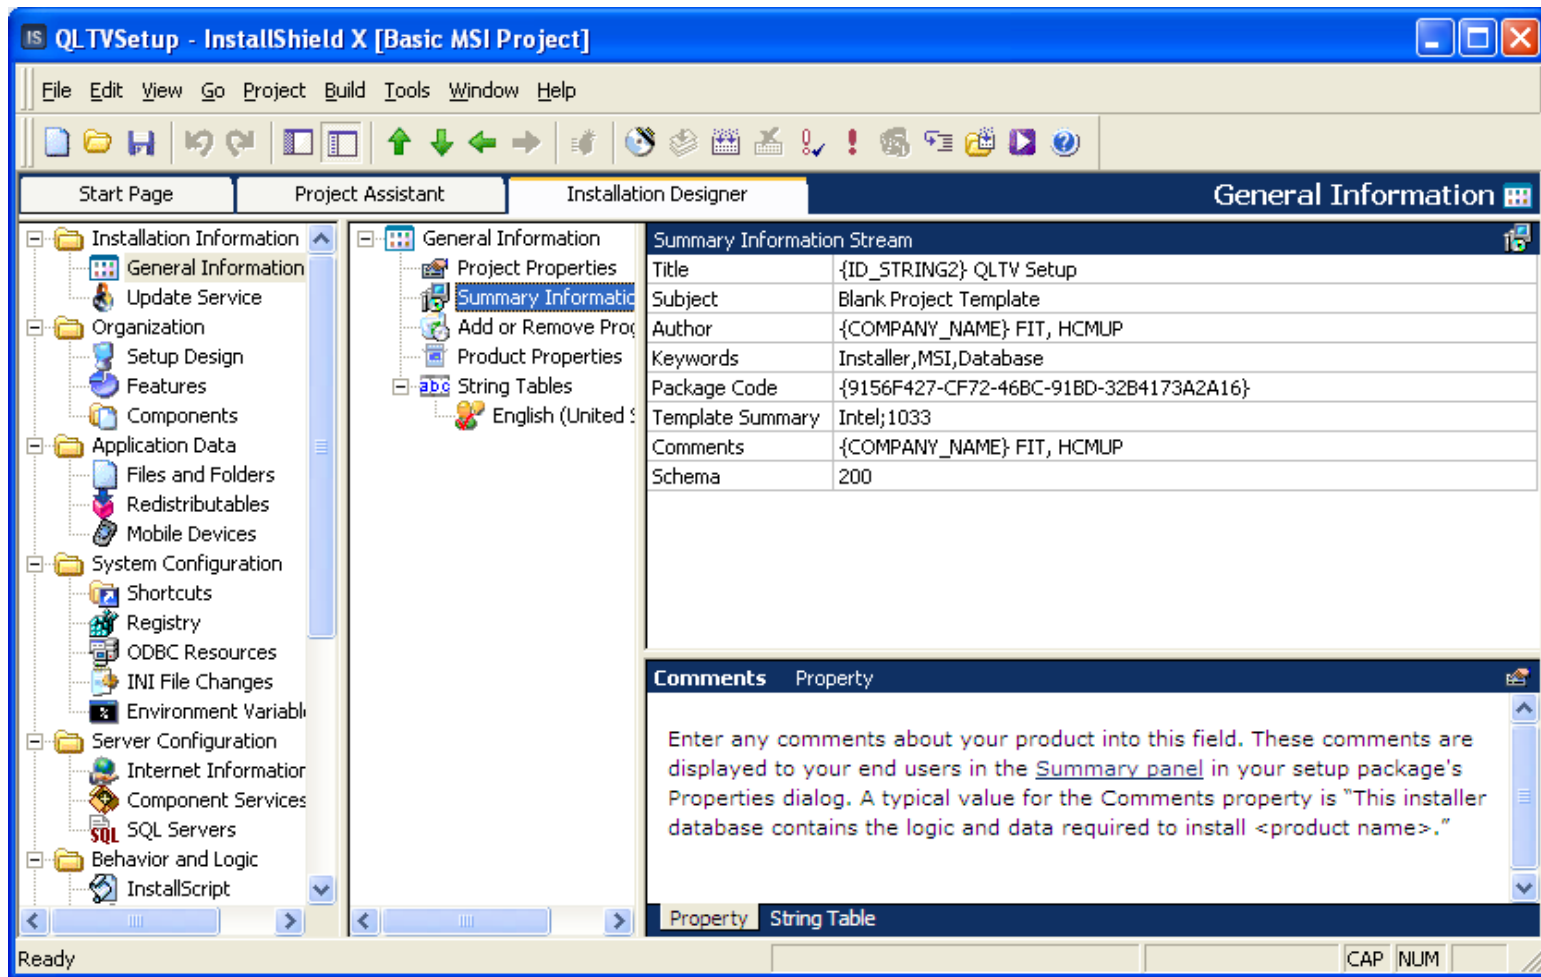 QLTVSetup - InstallShield X [Basic MSI Project]
File Edit View Go Project Build Tools Window Help
Start Page Project Assistant Installation Designer General Information
Installation Information
General Information
Update Service
Organization
Setup Design
Features
Components
Application Data
Files and Folders
Redistributables
Mobile Devices
System Configuration
Shortcuts
Registry
ODBC Resources
INI File Changes
Environment Variabl
Server Configuration
Internet Information
Component Services
SQL Servers
Behavior and Logic
InstallScript
General Information
Project Properties
Summary Informatio
Add or Remove Prog
Product Properties
abc String Tables
English (United S
Summary Information Stream
Title {ID_STRING2} QLTV Setup
Subject Blank Project Template
Author {COMPANY_NAME} FIT, HCMUP
Keywords Installer,MSI,Database
Package Code {9156F427-CF72-46BC-91BD-32B4173A2A16}
Template Summary Intel;1033
Comments {COMPANY_NAME} FIT, HCMUP
Schema 200
Comments Property
Enter any comments about your product into this field. These comments are
displayed to your end users in the Summary panel in your setup package's
Properties dialog. A typical value for the Comments property is “This installer
database contains the logic and data required to install <product name>.”
Property String Table
Ready CAP NUM